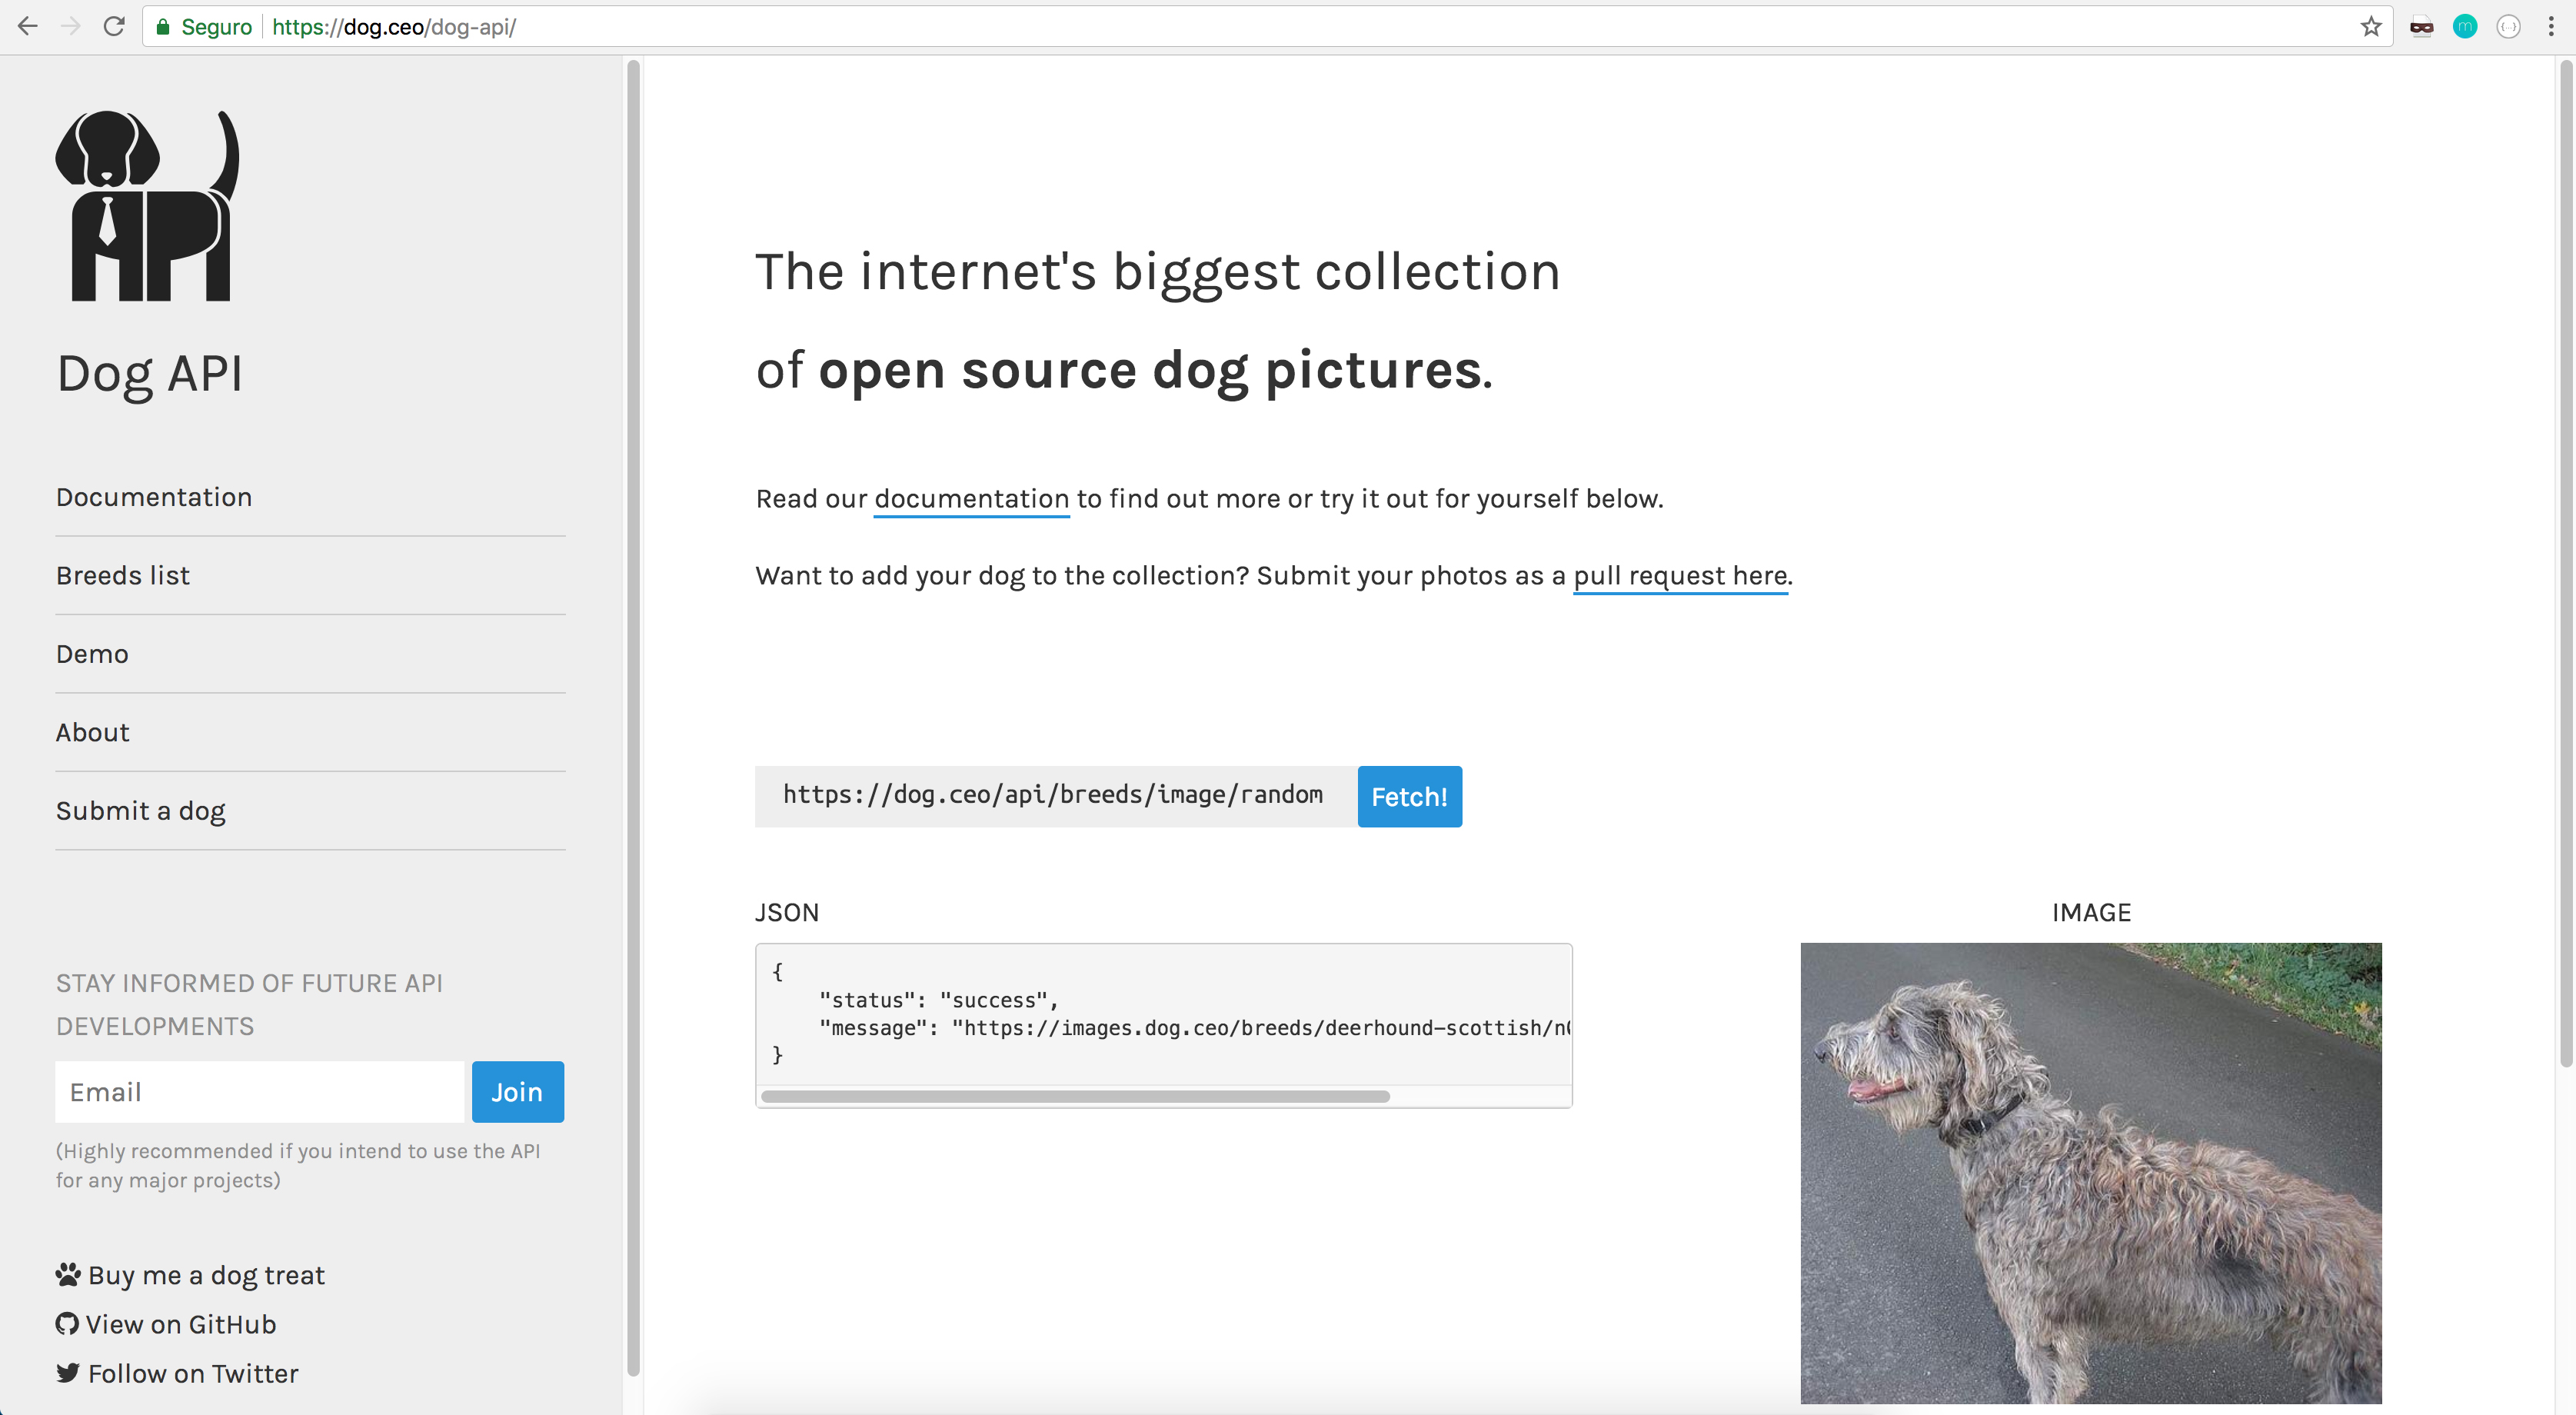 Seguro https://dog.ceo/dog-api/
Dog API
Documentation
Breeds list
Demo
About
Submit a dog
STAY INFORMED OF FUTURE API
DEVELOPMENTS
Email Join
(Highly recommended if you intend to use the API
for any major projects)
Buy me a dog treat
View on GitHub
Follow on Twitter
The internet's biggest collection
of open source dog pictures.
Read our documentation to find out more or try it out for yourself below.
Want to add your dog to the collection? Submit your photos as a pull request here.
https://dog.ceo/api/breeds/image/random Fetch!
JSON
{
"status": "success",
"message": "https://images.dog.ceo/breeds/deerhound-scottish/n
}
IMAGE